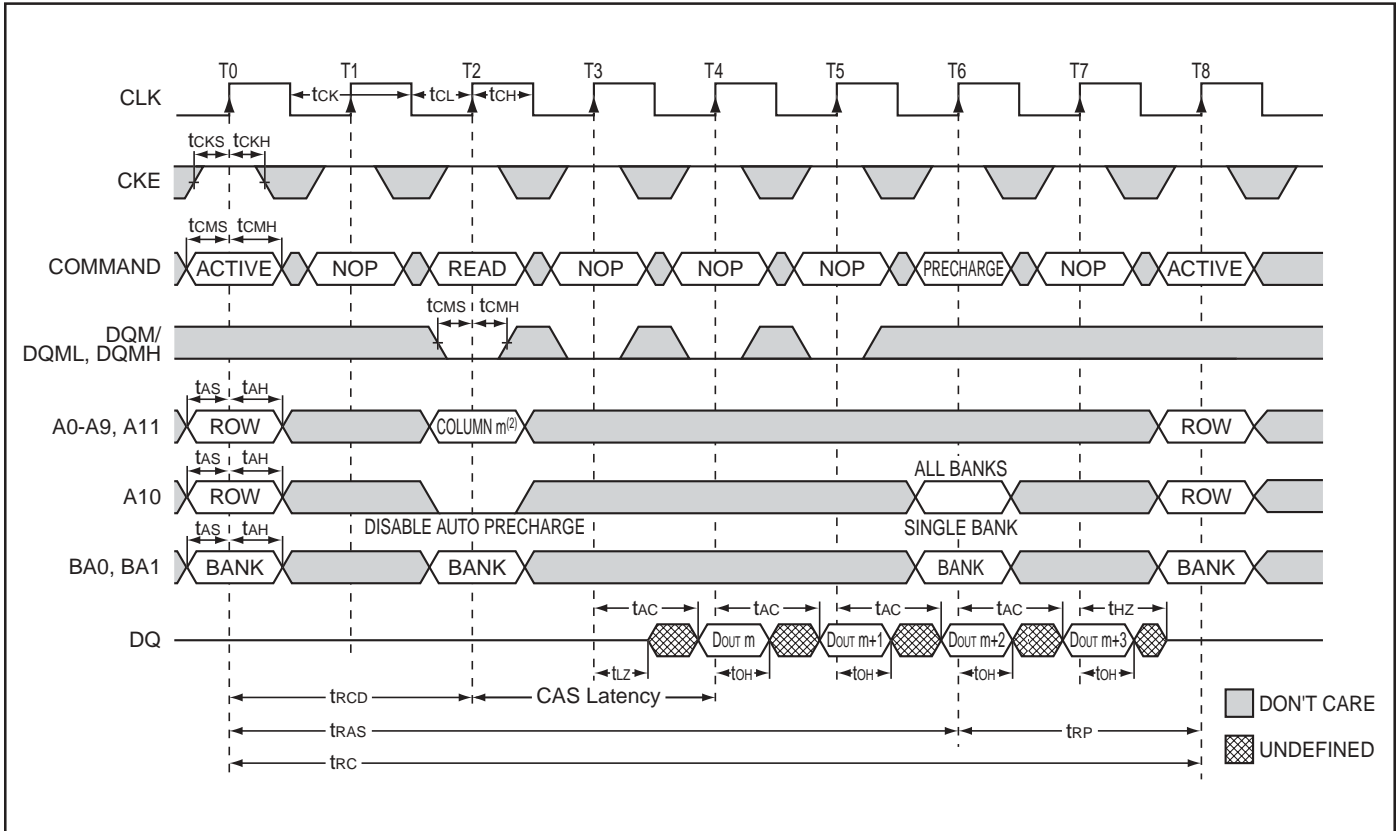 T0 T1 T2 T3 T4 T5 T6 T7 T8
CLK tCK tCL tCH
tCKS tCKH
CKE
tCMS tCMH
COMMAND ACTIVE NOP READ NOP NOP NOP PRECHARGE NOP ACTIVE
tCMS tCMH
DQM/
DQML, DQMH
tAS tAH
A0-A9, A11 ROW COLUMN m(2) ROW
tAS tAH ALL BANKS
A10 ROW ROW
DISABLE AUTO PRECHARGE SINGLE BANK
tAS tAH
BA0, BA1 BANK BANK BANK BANK
tAC tAC tAC tAC tHZ
DQ DOUT m DOUT m+1 DOUT m+2 DOUT m+3
tLZ tOH tOH tOH tOH
tRCD CAS Latency
DON'T CARE
tRAS tRP
UNDEFINED
tRC